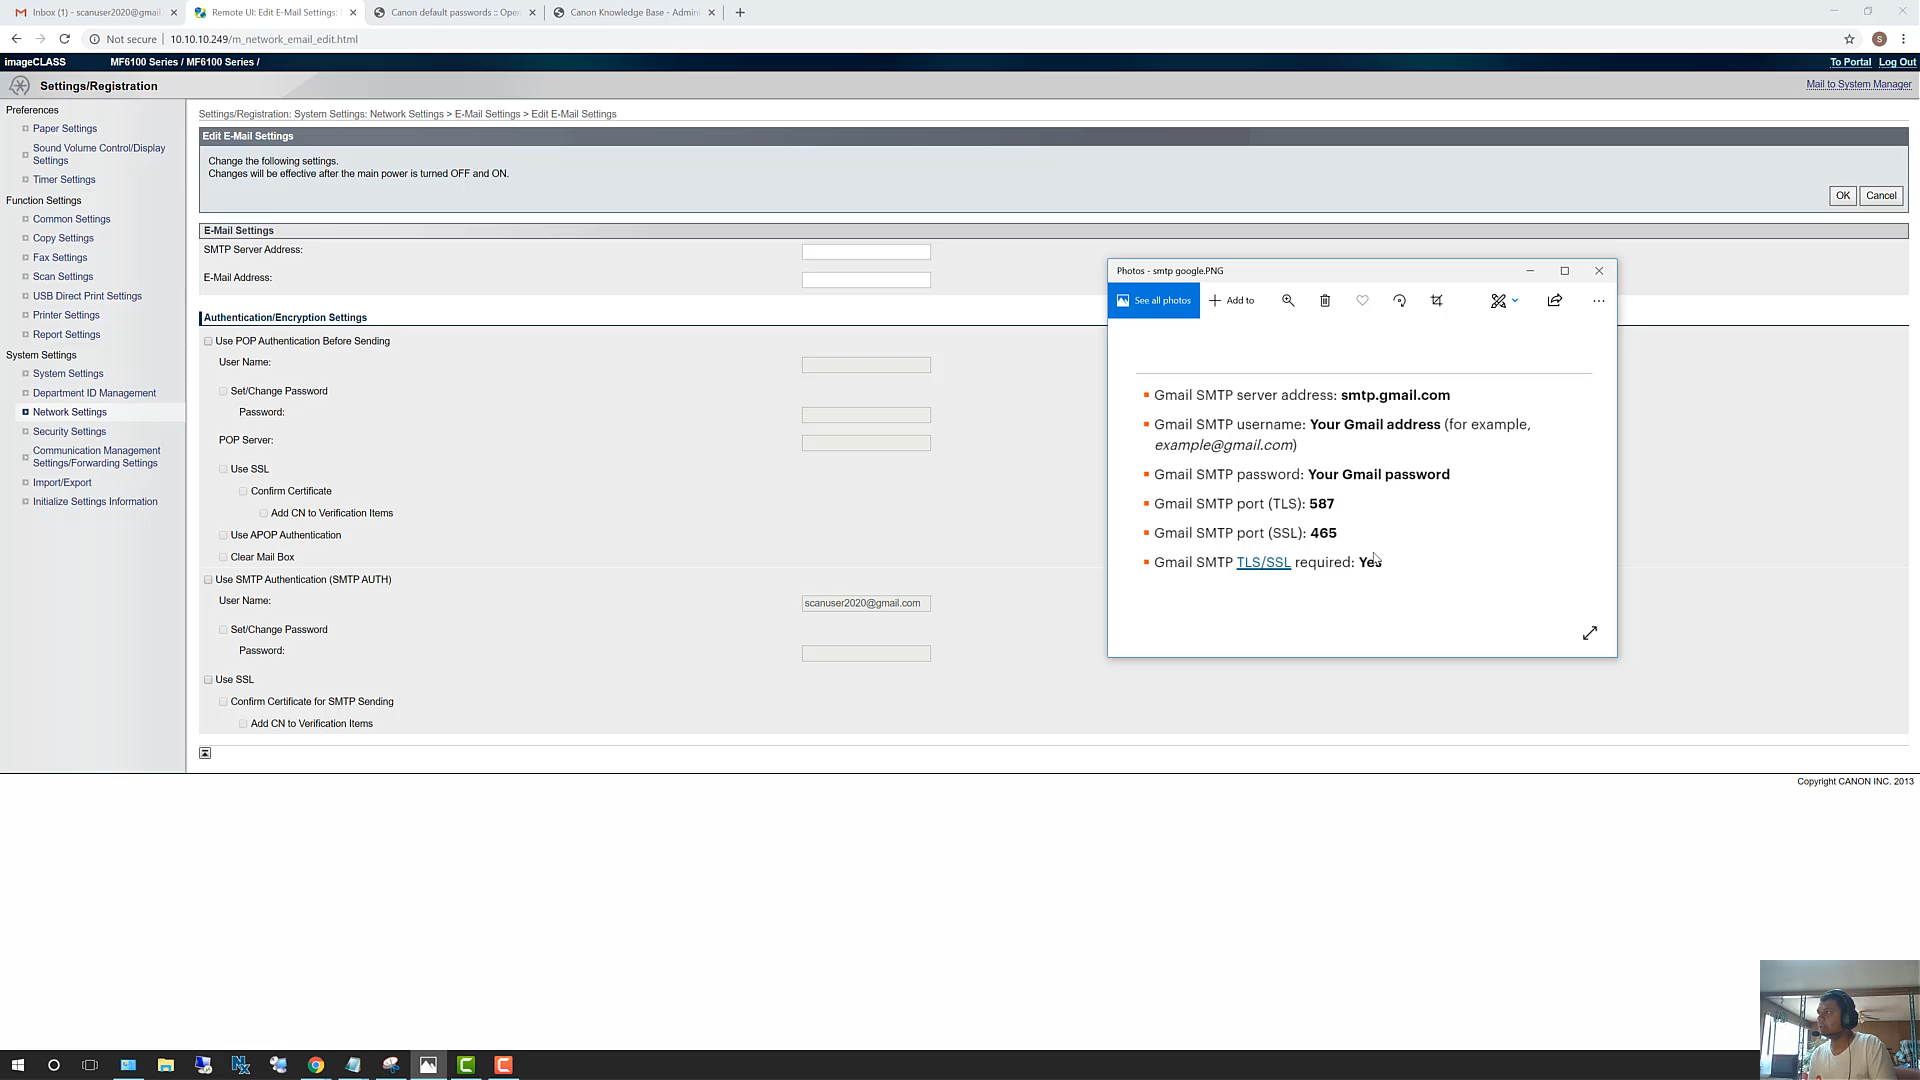 Inbox (1) - scanuser2020@gmail
Remote UI: Edit E-Mail Settings:
Canon default passwords :: Ope
Canon Knowledge Base - Admin
Not secure
10.10.10.249/m_network_email_edit.html
S
imageCLASS
MF6100 Series / MF6100 Series /
To Portal Log Out
Settings/Registration
Mail to System Manager
Preferences
Paper Settings
Sound Volume Control/Display
Settings
Timer Settings
Function Settings
Common Settings
Copy Settings
Fax Settings
Scan Settings
USB Direct Print Settings
Printer Settings
Report Settings
System Settings
System Settings
Department ID Management
Network Settings
Security Settings
Communication Management
Settings/Forwarding Settings
Import/Export
Initialize Settings Information
Settings/Registration: System Settings: Network Settings > E-Mail Settings > Edit E-Mail Settings
Edit E-Mail Settings
Change the following settings.
Changes will be effective after the main power is turned OFF and ON.
OK Cancel
E-Mail Settings
SMTP Server Address:
E-Mail Address:
Authentication/Encryption Settings
Use POP Authentication Before Sending
User Name:
Set/Change Password
Password:
POP Server:
Use SSL
Confirm Certificate
Add CN to Verification Items
Use APOP Authentication
Clear Mail Box
Use SMTP Authentication (SMTP AUTH)
User Name:
scanuser2020@gmail.com
Set/Change Password
Password:
Use SSL
Confirm Certificate for SMTP Sending
Add CN to Verification Items
Photos - smtp google.PNG
See all photos
Add to
Gmail SMTP server address: smtp.gmail.com
Gmail SMTP username: Your Gmail address (for example,
example@gmail.com)
Gmail SMTP password: Your Gmail password
Gmail SMTP port (TLS): 587
Gmail SMTP port (SSL): 465
Gmail SMTP TLS/SSL required: Yes
Copyright CANON INC. 2013